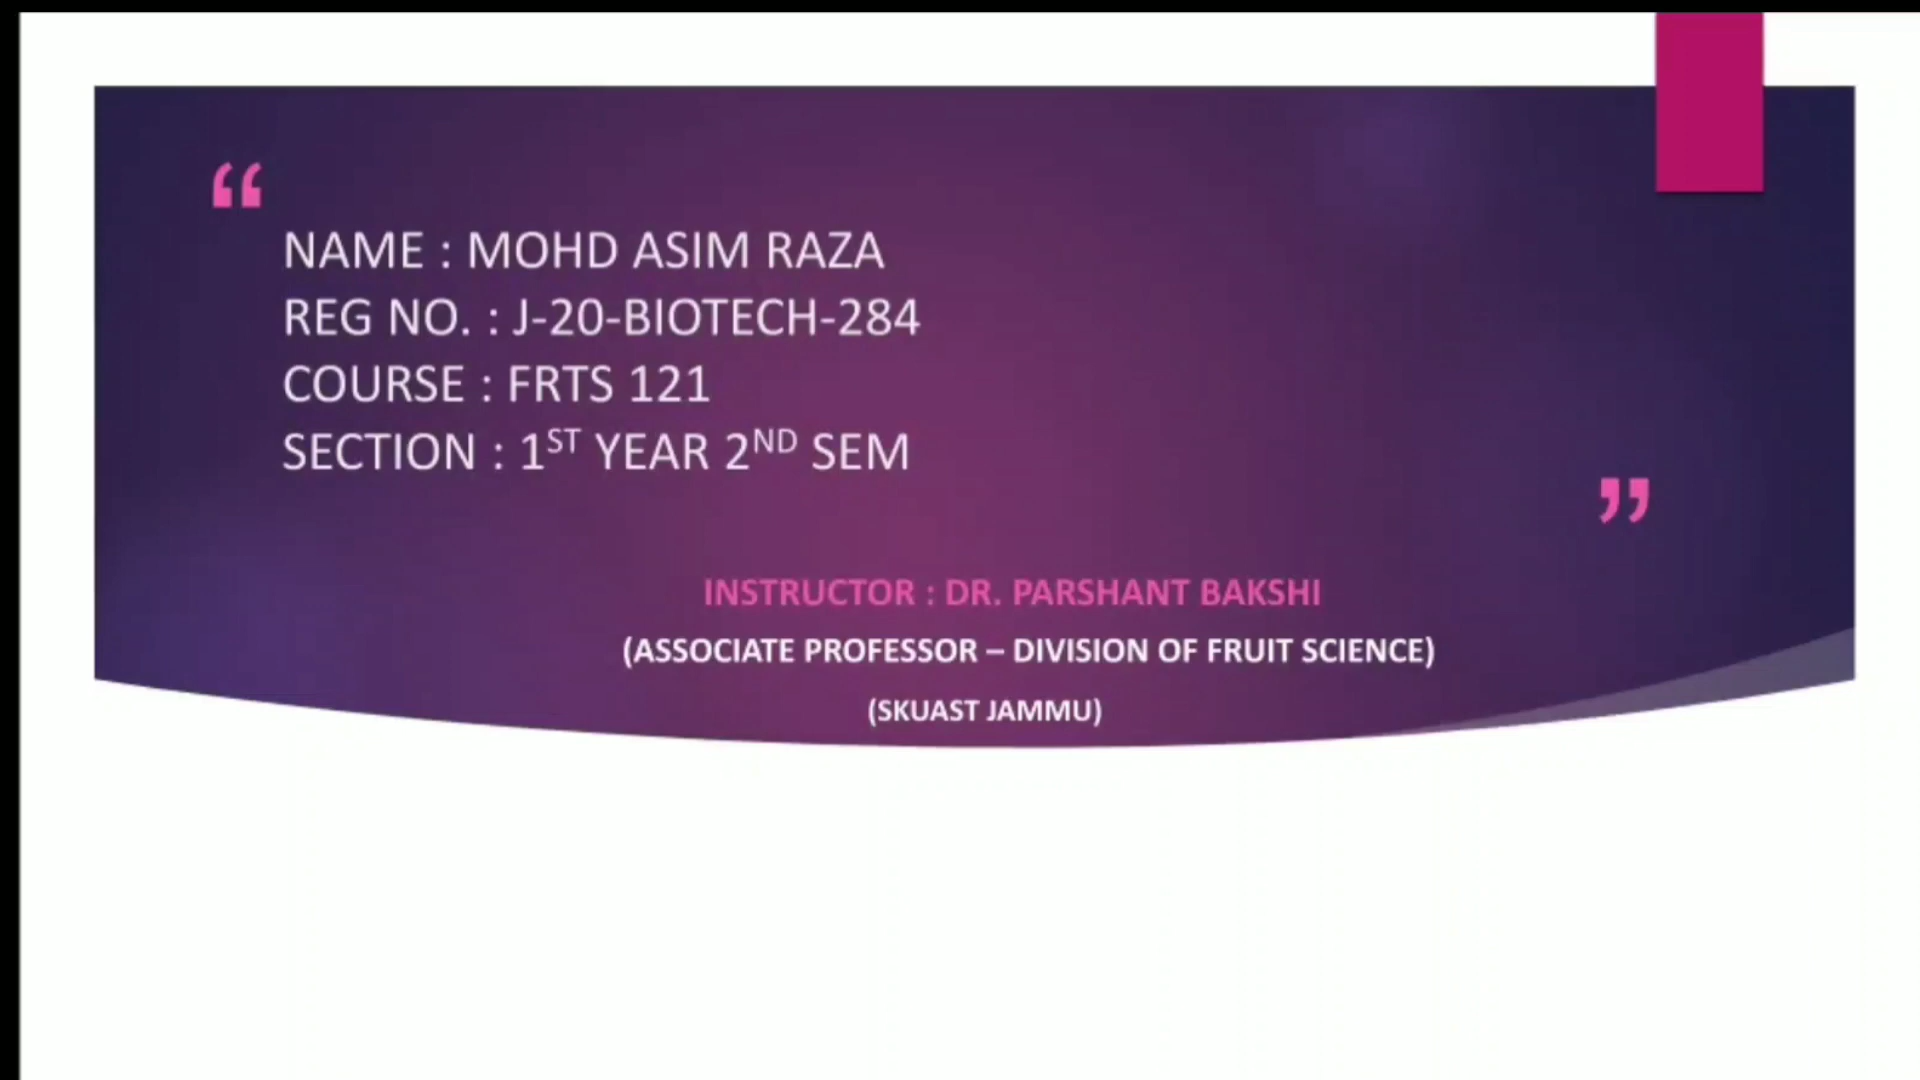 “
NAME : MOHD ASIM RAZA
REG NO. : J-20-BIOTECH-284
COURSE : FRTS 121
SECTION : 1ST YEAR 2ND SEM
”
INSTRUCTOR : DR. PARSHANT BAKSHI
(ASSOCIATE PROFESSOR – DIVISION OF FRUIT SCIENCE)
(SKUAST JAMMU)